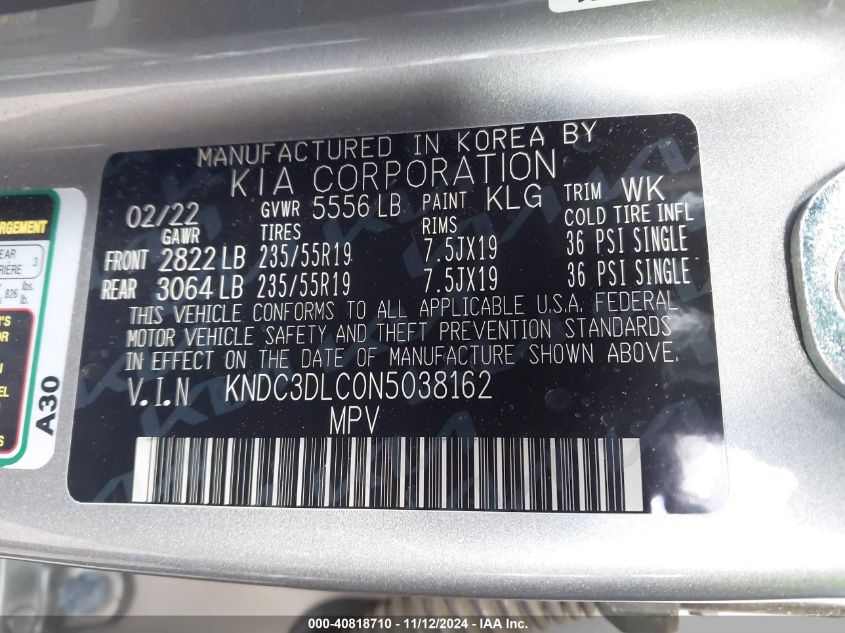 MANUFACTURED IN KOREA BY
KIA CORPORATION
02/22 GVWR 5556 LB PAINT KLG TRIM WK
GAWR TIRES RIMS COLD TIRE INFL
FRONT 2822 LB 235/55R19 7.5JX19 36 PSI SINGLE
REAR 3064 LB 235/55R19 7.5JX19 36 PSI SINGLE
THIS VEHICLE CONFORMS TO ALL APPLICABLE U.S.A. FEDERAL
MOTOR VEHICLE SAFETY AND THEFT PREVENTION STANDARDS
IN EFFECT ON THE DATE OF MANUFACTURE SHOWN ABOVE.
V.I.N KNDC3DLC0N5038162
MPV
3
826 lbs.
A30
000-40818710 - 11/12/2024 - IAA Inc.